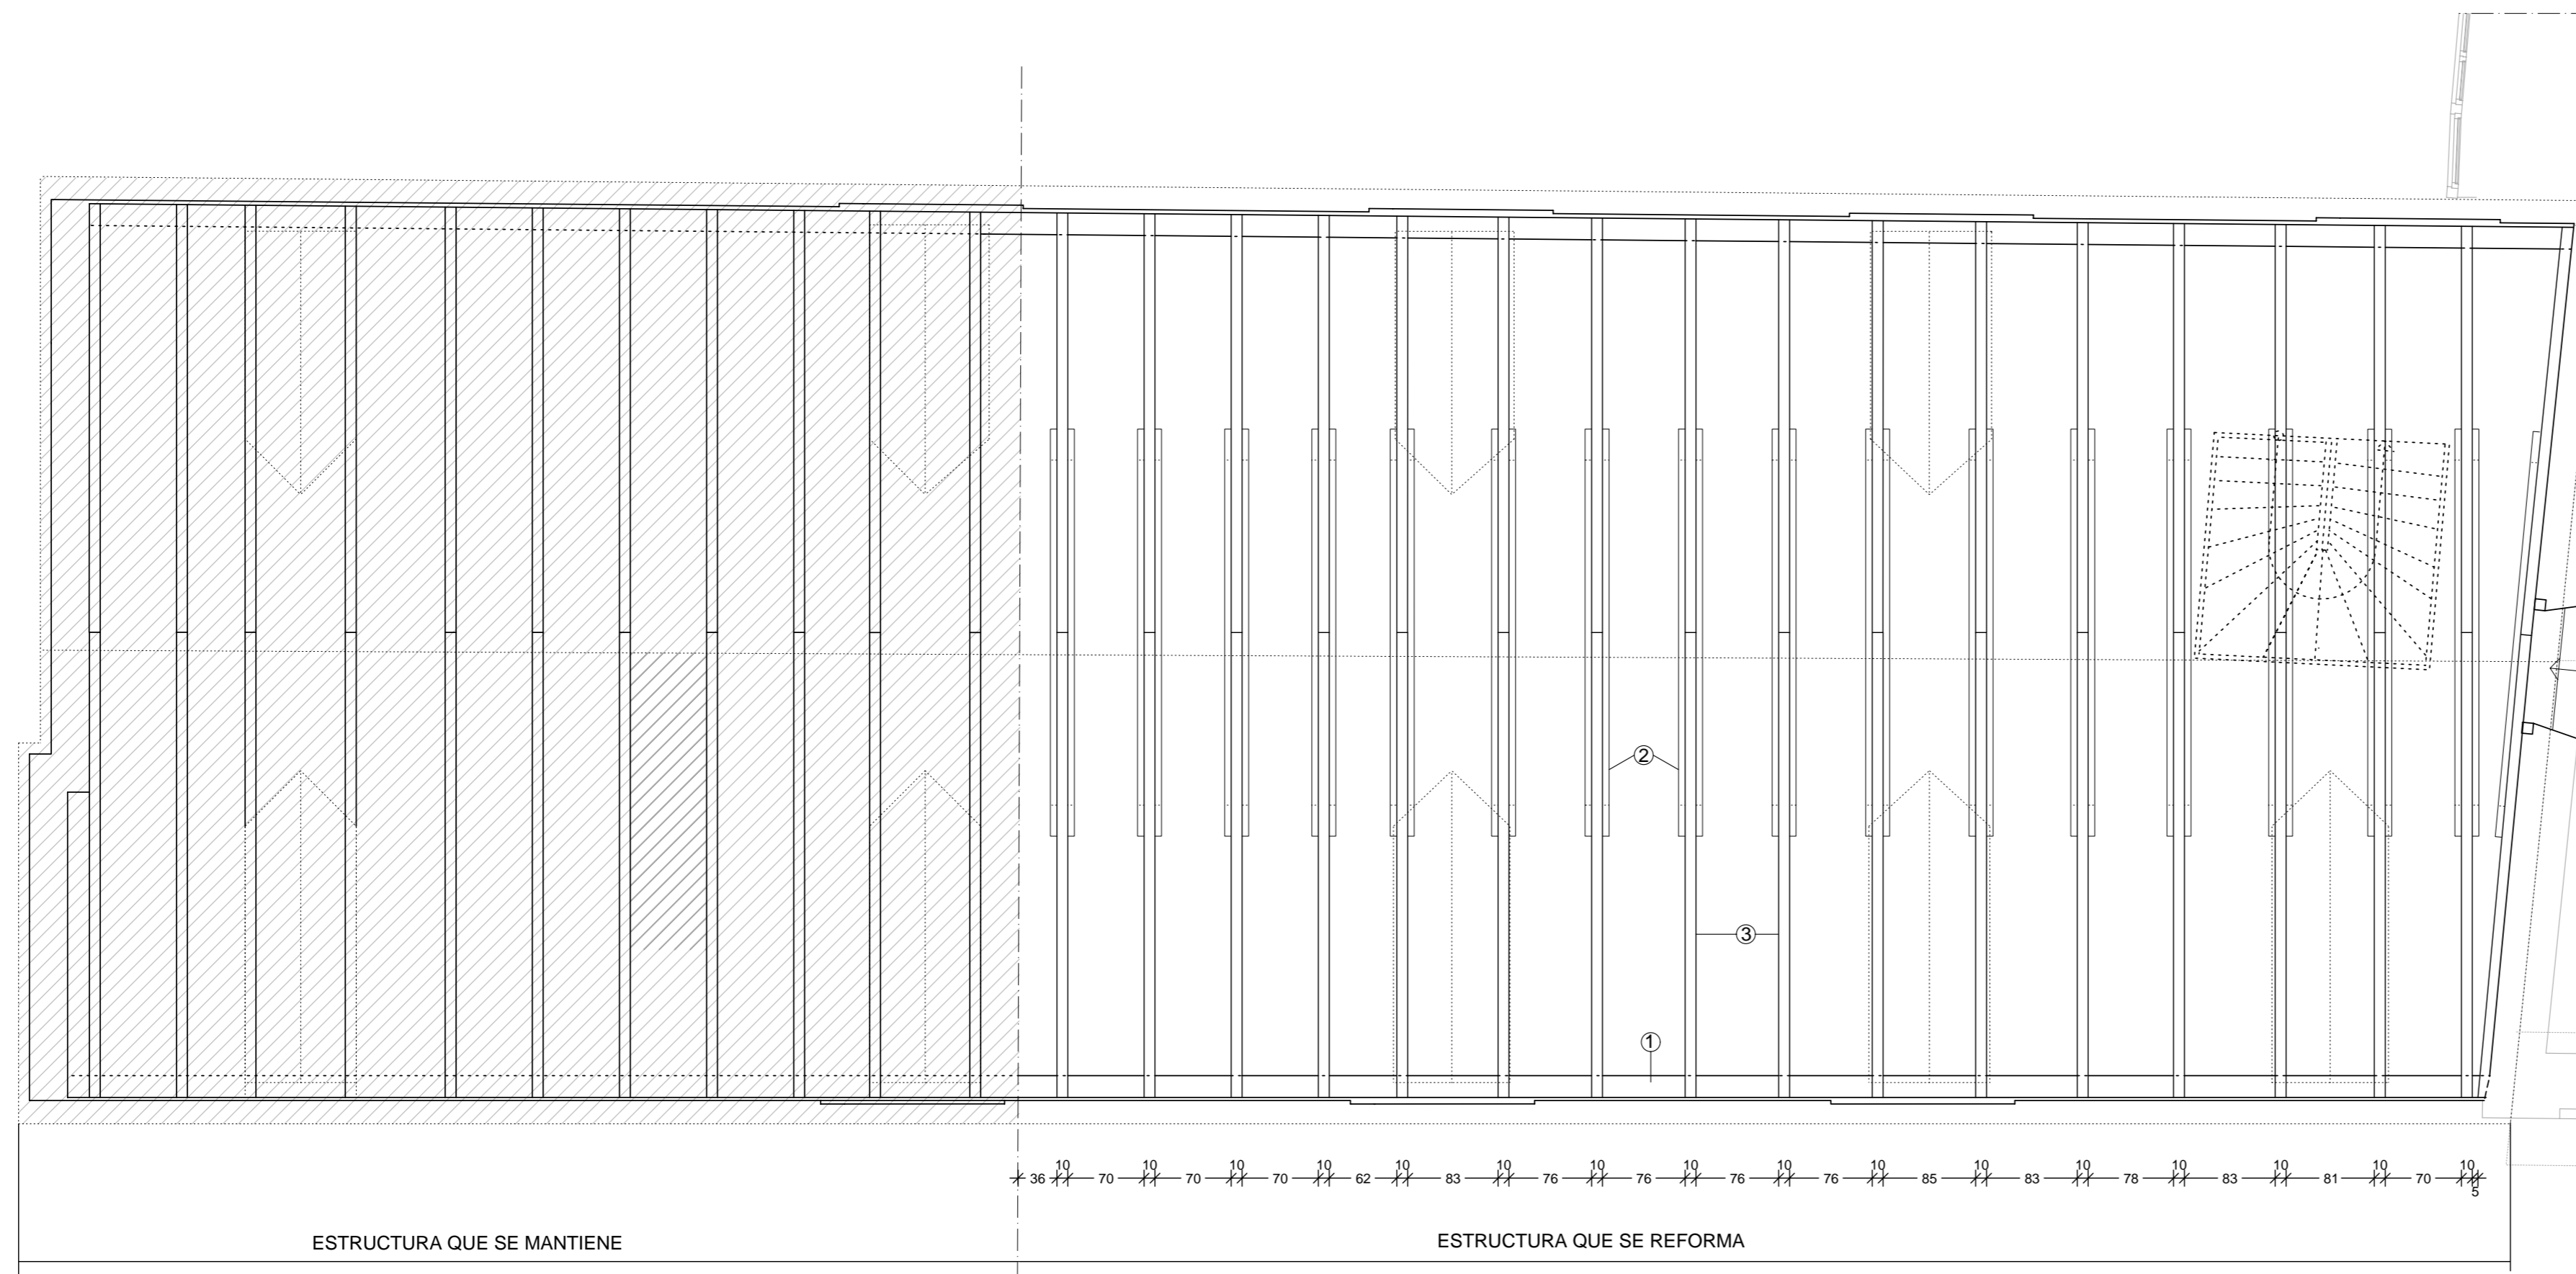 2
3
1
10 10 10 10 10 10 10 10 10 10 10 10 10 10 10 10
36 70 70 70 62 83 76 76 76 76 85 83 78 83 81 70
5
ESTRUCTURA QUE SE MANTIENE
ESTRUCTURA QUE SE REFORMA